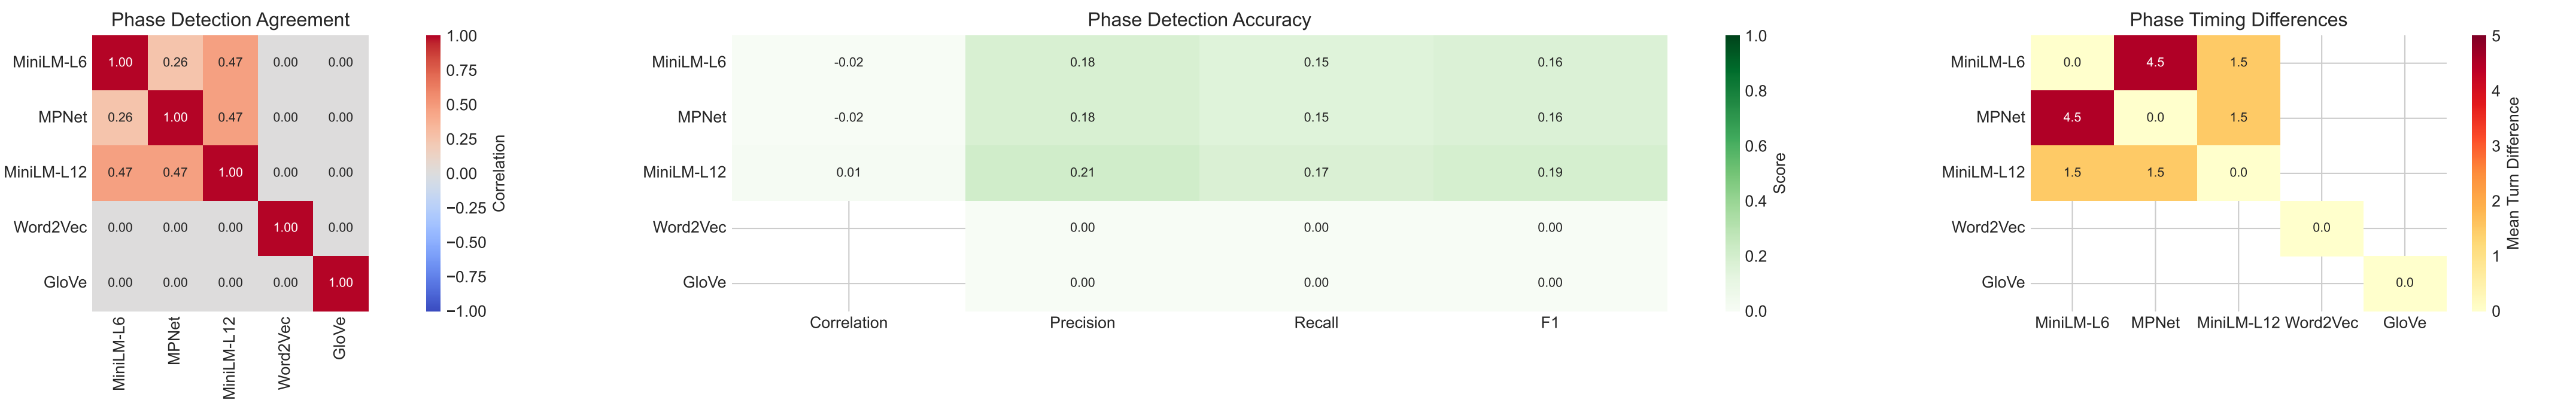 Phase Detection Agreement
MiniLM-L6 1.00 0.26 0.47 0.00 0.00
MPNet 0.26 1.00 0.47 0.00 0.00
MiniLM-L12 0.47 0.47 1.00 0.00 0.00
Word2Vec 0.00 0.00 0.00 1.00 0.00
GloVe 0.00 0.00 0.00 0.00 1.00
MiniLM-L6 MPNet MiniLM-L12 Word2Vec GloVe
1.00
0.75
0.50
0.25
0.00
−0.25
−0.50
−0.75
−1.00
Correlation
Phase Detection Accuracy
MiniLM-L6 -0.02 0.18 0.15 0.16
MPNet -0.02 0.18 0.15 0.16
MiniLM-L12 0.01 0.21 0.17 0.19
Word2Vec 0.00 0.00 0.00
GloVe 0.00 0.00 0.00
Correlation Precision Recall F1
1.0
0.8
0.6
0.4
0.2
0.0
Score
Phase Timing Differences
MiniLM-L6 0.0 4.5 1.5
MPNet 4.5 0.0 1.5
MiniLM-L12 1.5 1.5 0.0
Word2Vec 0.0
GloVe 0.0
MiniLM-L6 MPNet MiniLM-L12 Word2Vec GloVe
5
4
3
2
1
0
Mean Turn Difference